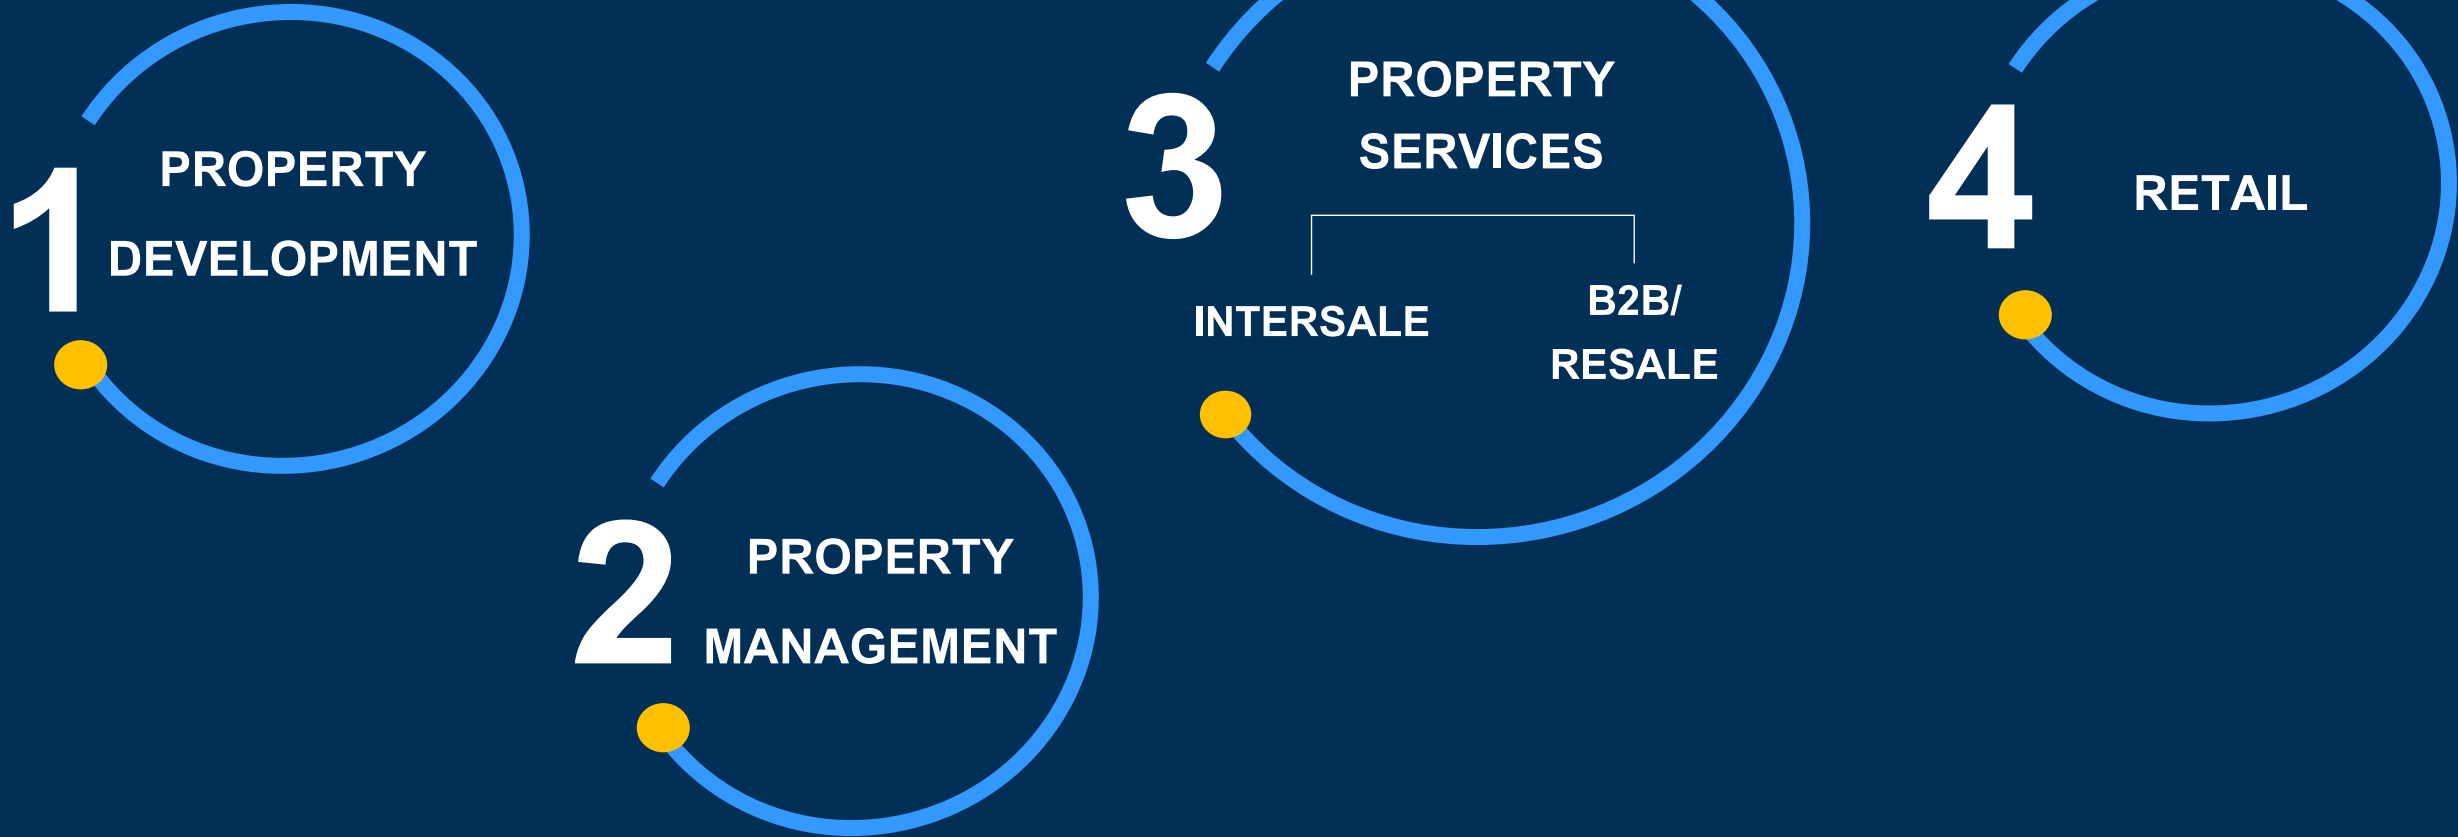 1
PROPERTY
DEVELOPMENT
2
PROPERTY
MANAGEMENT
3
PROPERTY
SERVICES
INTERSALE
B2B/
RESALE
4
RETAIL